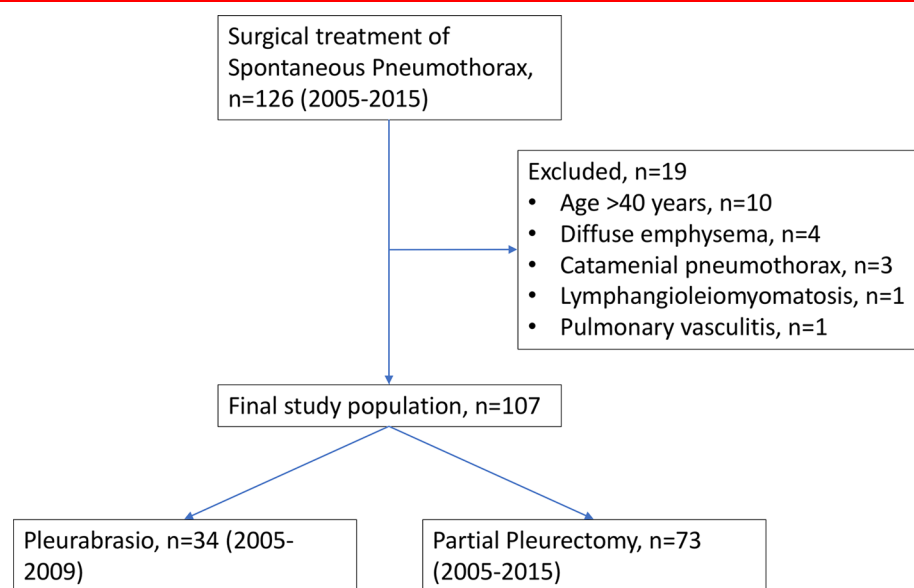 Surgical treatment of
Spontaneous Pneumothorax,
n=126 (2005-2015)
Excluded, n=19
• Age >40 years, n=10
• Diffuse emphysema, n=4
• Catamenial pneumothorax, n=3
• Lymphangioleiomyomatosis, n=1
• Pulmonary vasculitis, n=1
Final study population, n=107
Pleurabrasio, n=34 (2005-
2009)
Partial Pleurectomy, n=73
(2005-2015)